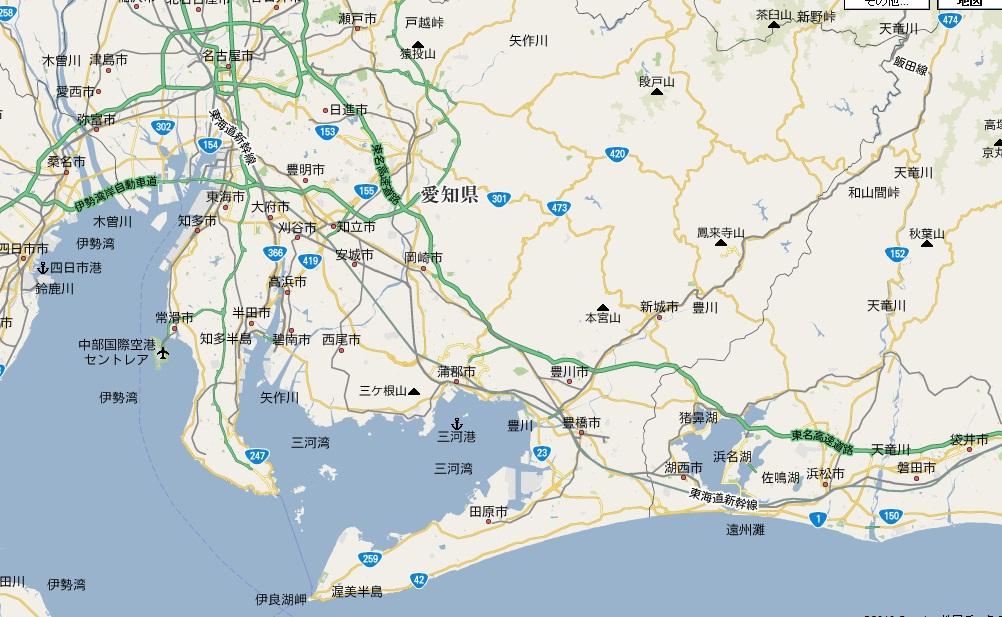 258
瀬戸市
戸越峠
茶臼山
新野峠
その他...
地図
474
天竜川
矢作川
猿投山
名古屋市
木曽川
津島市
飯田線
段戸山
愛西市
日進市
弥富市
302
153
154
東海道新幹線
東名高速道路
420
桑名市
豊明市
天竜川
伊勢湾岸自動車道
155
愛知県
301
473
和山間峠
東海市
大府市
木曽川
知多市
刈谷市
知立市
鳳来寺山
秋葉山
伊勢湾
四日市市
366
419
安城市
岡崎市
152
四日市港
鈴鹿川
高浜市
天竜川
常滑市
半田市
本宮山
新城市
豊川
知多半島
碧南市
西尾市
中部国際空港
セントレア
蒲郡市
豊川市
伊勢湾
矢作川
三ケ根山
三河港
豊川
豊橋市
猪鼻湖
三河湾
東名高速道路
袋井市
247
三河湾
23
浜名湖
天竜川
湖西市
佐鳴湖
浜松市
磐田市
東海道新幹線
田原市
1
150
遠州灘
259
42
伊勢湾
伊良湖岬
渥美半島